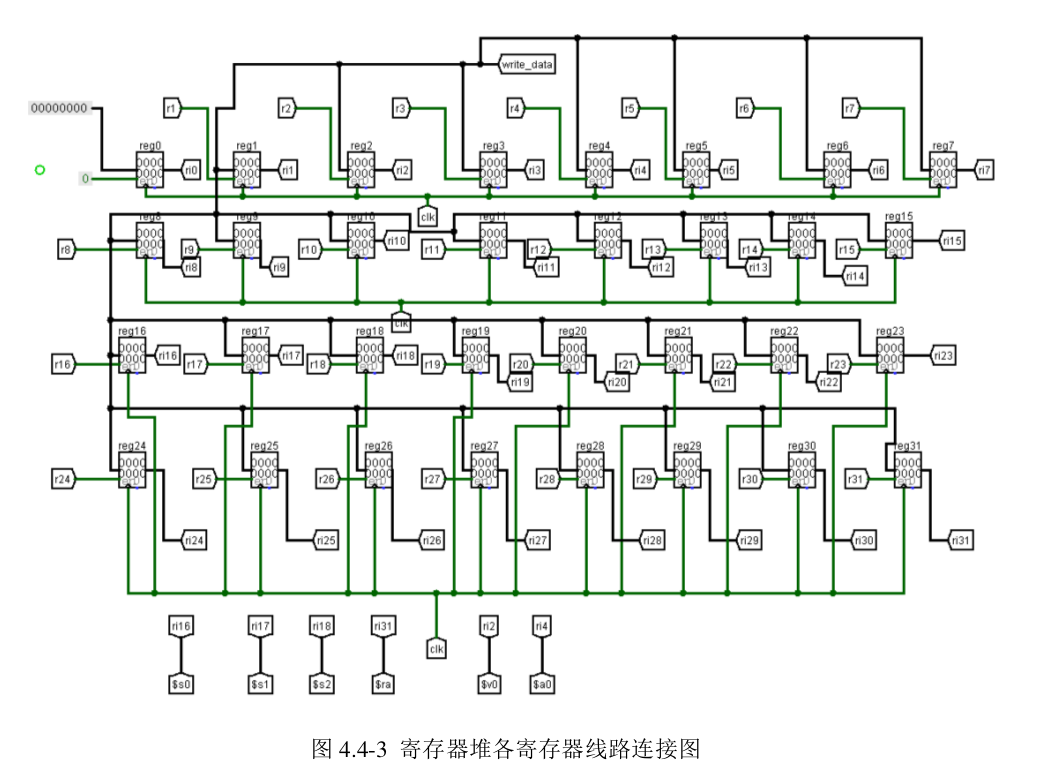 write_data
00000000 r1 r2 r3 r4 r5 r6 r7
reg0 reg1 reg2 reg3 reg4 reg5 reg6 reg7
0 ri0 ri1 ri2 ri3 ri4 ri5 ri6 ri7
clk
reg8 reg9 reg10 reg11 reg12 reg13 reg14 reg15
r8 r9 r10 ri10 r11 r12 r13 r14 r15 ri15
ri8 ri9 ri11 ri12 ri13 ri14
clk
reg16 reg17 reg18 reg19 reg20 reg21 reg22 reg23
r16 ri16 r17 ri17 r18 ri18 r19 r20 r21 r22 r23 ri23
ri19 ri20 ri21 ri22
reg24 reg25 reg26 reg27 reg28 reg29 reg30 reg31
r24 r25 r26 r27 r28 r29 r30 r31
ri24 ri25 ri26 ri27 ri28 ri29 ri30 ri31
ri16 ri17 ri18 ri31 ri2 ri4
clk
$s0 $s1 $s2 $ra $v0 $a0
图 4.4-3 寄存器堆各寄存器线路连接图